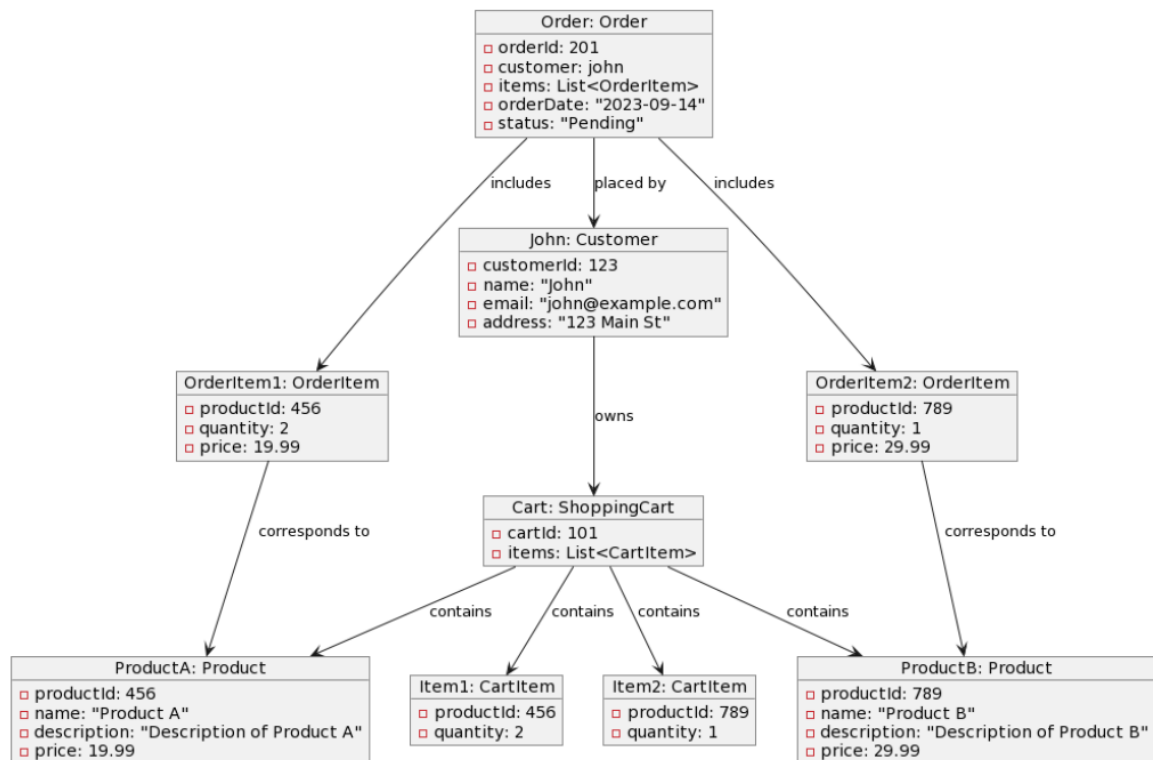 Order: Order
orderId: 201
customer: john
items: List<OrderItem>
orderDate: "2023-09-14"
status: "Pending"
includes
placed by
includes
John: Customer
customerId: 123
name: "John"
email: "john@example.com"
address: "123 Main St"
OrderItem1: OrderItem
productId: 456
quantity: 2
price: 19.99
owns
OrderItem2: OrderItem
productId: 789
quantity: 1
price: 29.99
corresponds to
Cart: ShoppingCart
cartId: 101
items: List<CartItem>
corresponds to
contains
contains
contains
contains
ProductA: Product
productId: 456
name: "Product A"
description: "Description of Product A"
price: 19.99
Item1: CartItem
productId: 456
quantity: 2
Item2: CartItem
productId: 789
quantity: 1
ProductB: Product
productId: 789
name: "Product B"
description: "Description of Product B"
price: 29.99